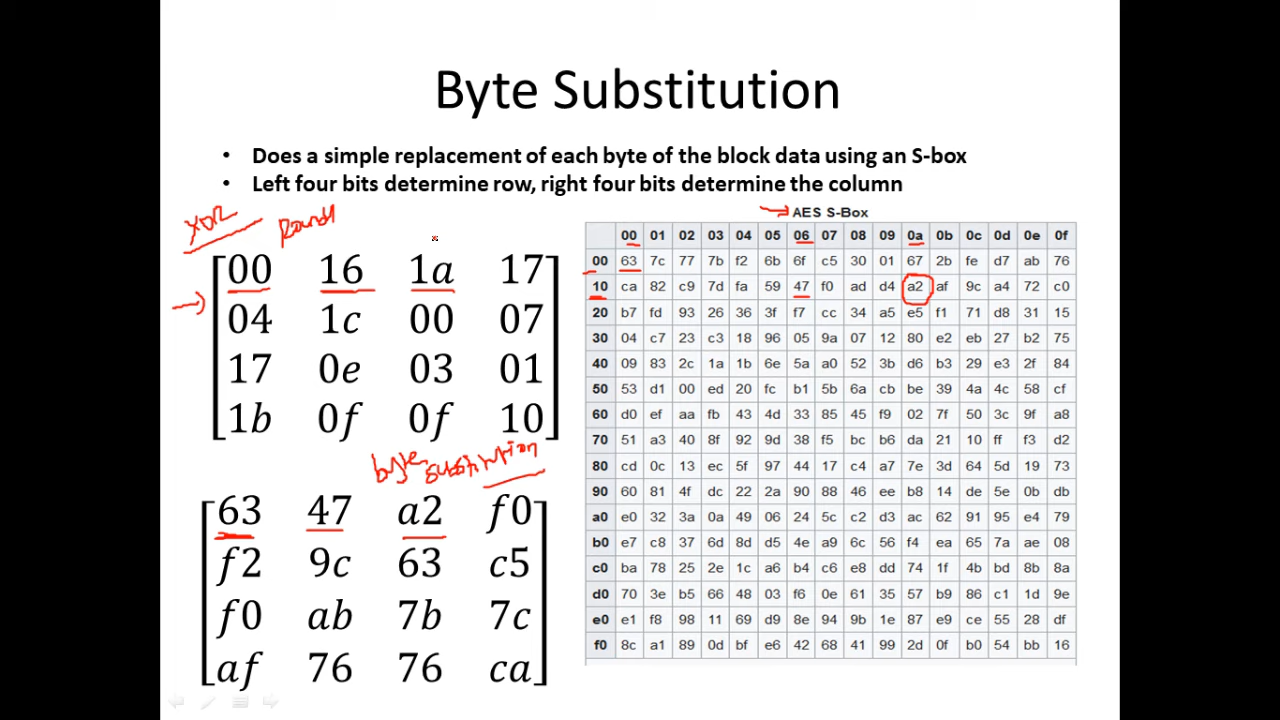 Byte Substitution
• Does a simple replacement of each byte of the block data using an S-box
• Left four bits determine row, right four bits determine the column
XOR Round1
00 16 1a 17
04 1c 00 07
17 0e 03 01
1b 0f 0f 10
byte substitution
63 47 a2 f0
f2 9c 63 c5
f0 ab 7b 7c
af 76 76 ca
AES S-Box
00 01 02 03 04 05 06 07 08 09 0a 0b 0c 0d 0e 0f
00 63 7c 77 7b f2 6b 6f c5 30 01 67 2b fe d7 ab 76
10 ca 82 c9 7d fa 59 47 f0 ad d4 a2 af 9c a4 72 c0
20 b7 fd 93 26 36 3f f7 cc 34 a5 e5 f1 71 d8 31 15
30 04 c7 23 c3 18 96 05 9a 07 12 80 e2 eb 27 b2 75
40 09 83 2c 1a 1b 6e 5a a0 52 3b d6 b3 29 e3 2f 84
50 53 d1 00 ed 20 fc b1 5b 6a cb be 39 4a 4c 58 cf
60 d0 ef aa fb 43 4d 33 85 45 f9 02 7f 50 3c 9f a8
70 51 a3 40 8f 92 9d 38 f5 bc b6 da 21 10 ff f3 d2
80 cd 0c 13 ec 5f 97 44 17 c4 a7 7e 3d 64 5d 19 73
90 60 81 4f dc 22 2a 90 88 46 ee b8 14 de 5e 0b db
a0 e0 32 3a 0a 49 06 24 5c c2 d3 ac 62 91 95 e4 79
b0 e7 c8 37 6d 8d d5 4e a9 6c 56 f4 ea 65 7a ae 08
c0 ba 78 25 2e 1c a6 b4 c6 e8 dd 74 1f 4b bd 8b 8a
d0 70 3e b5 66 48 03 f6 0e 61 35 57 b9 86 c1 1d 9e
e0 e1 f8 98 11 69 d9 8e 94 9b 1e 87 e9 ce 55 28 df
f0 8c a1 89 0d bf e6 42 68 41 99 2d 0f b0 54 bb 16